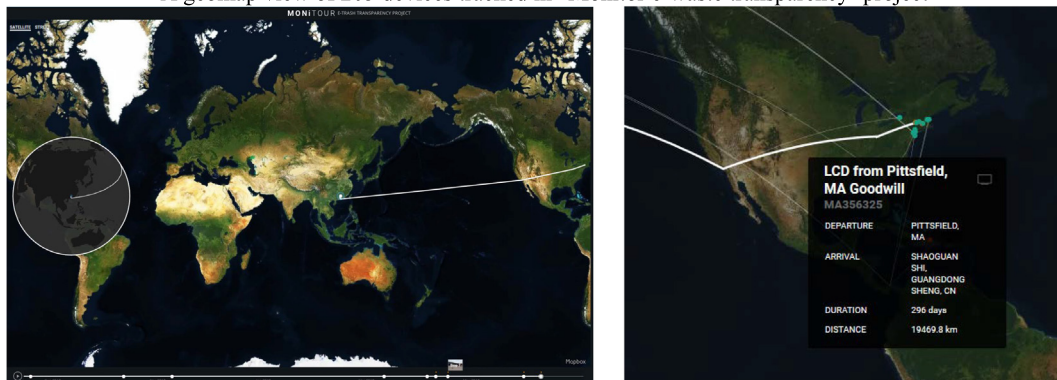 MONITOUR E-TRASH TRANSPARENCY PROJECT
SATELLITE
Mapbox
LCD from Pittsfield,
MA Goodwill
MA356325
DEPARTURE PITTSFIELD,
MA
ARRIVAL SHAOGUAN
SHI,
GUANGDONG
SHENG, CN
DURATION 296 days
DISTANCE 19469.8 km